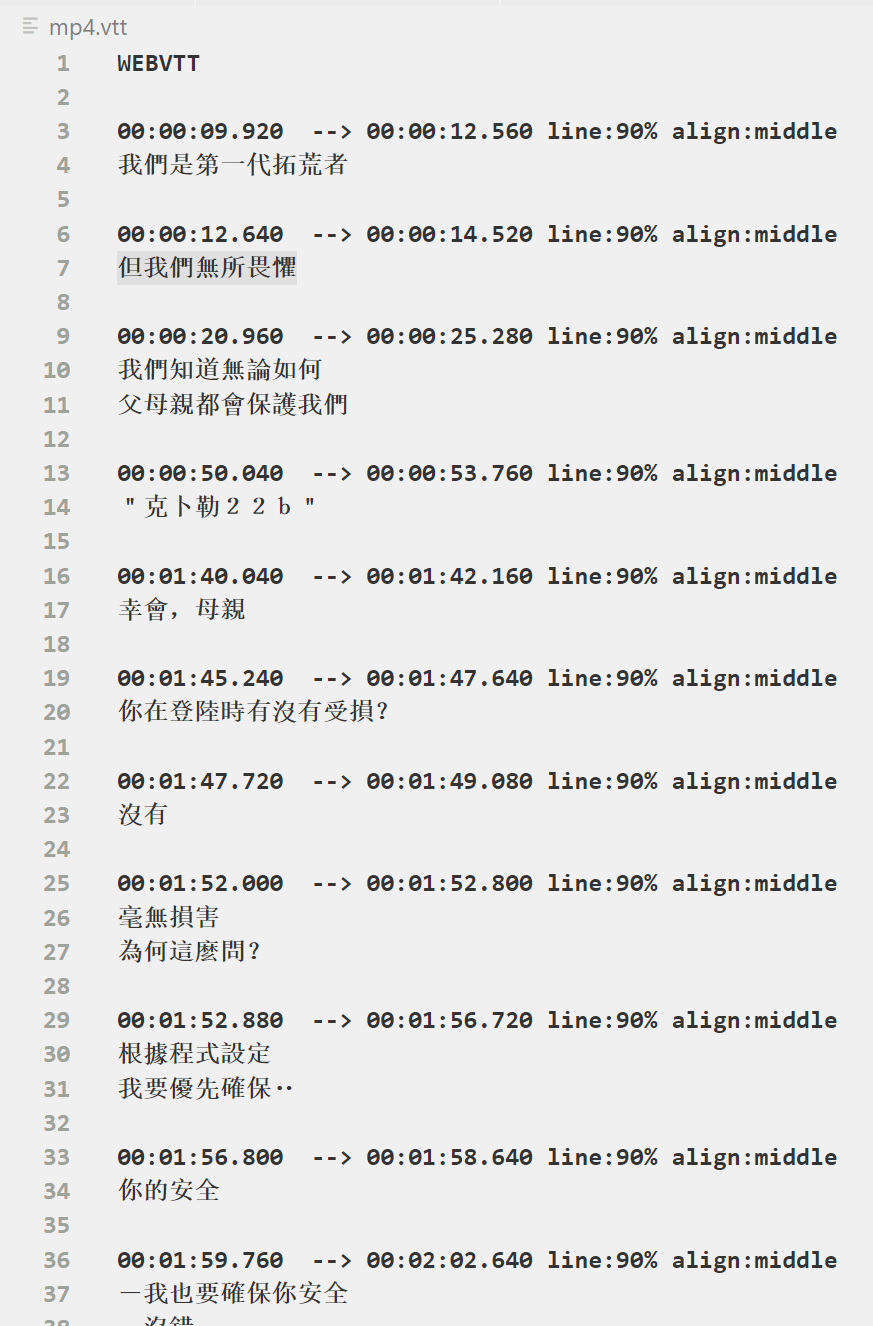 mp4.vtt
1 WEBVTT
2
3 00:00:09.920  --> 00:00:12.560 line:90% align:middle
4 我們是第一代拓荒者
5
6 00:00:12.640  --> 00:00:14.520 line:90% align:middle
7 但我們無所畏懼
8
9 00:00:20.960  --> 00:00:25.280 line:90% align:middle
10 我們知道無論如何
11 父母親都會保護我們
12
13 00:00:50.040  --> 00:00:53.760 line:90% align:middle
14 ＂克卜勒２２ｂ＂
15
16 00:01:40.040  --> 00:01:42.160 line:90% align:middle
17 幸會，母親
18
19 00:01:45.240  --> 00:01:47.640 line:90% align:middle
20 你在登陸時有沒有受損？
21
22 00:01:47.720  --> 00:01:49.080 line:90% align:middle
23 沒有
24
25 00:01:52.000  --> 00:01:52.800 line:90% align:middle
26 毫無損害
27 為何這麼問？
28
29 00:01:52.880  --> 00:01:56.720 line:90% align:middle
30 根據程式設定
31 我要優先確保‥
32
33 00:01:56.800  --> 00:01:58.640 line:90% align:middle
34 你的安全
35
36 00:01:59.760  --> 00:02:02.640 line:90% align:middle
37 －我也要確保你安全